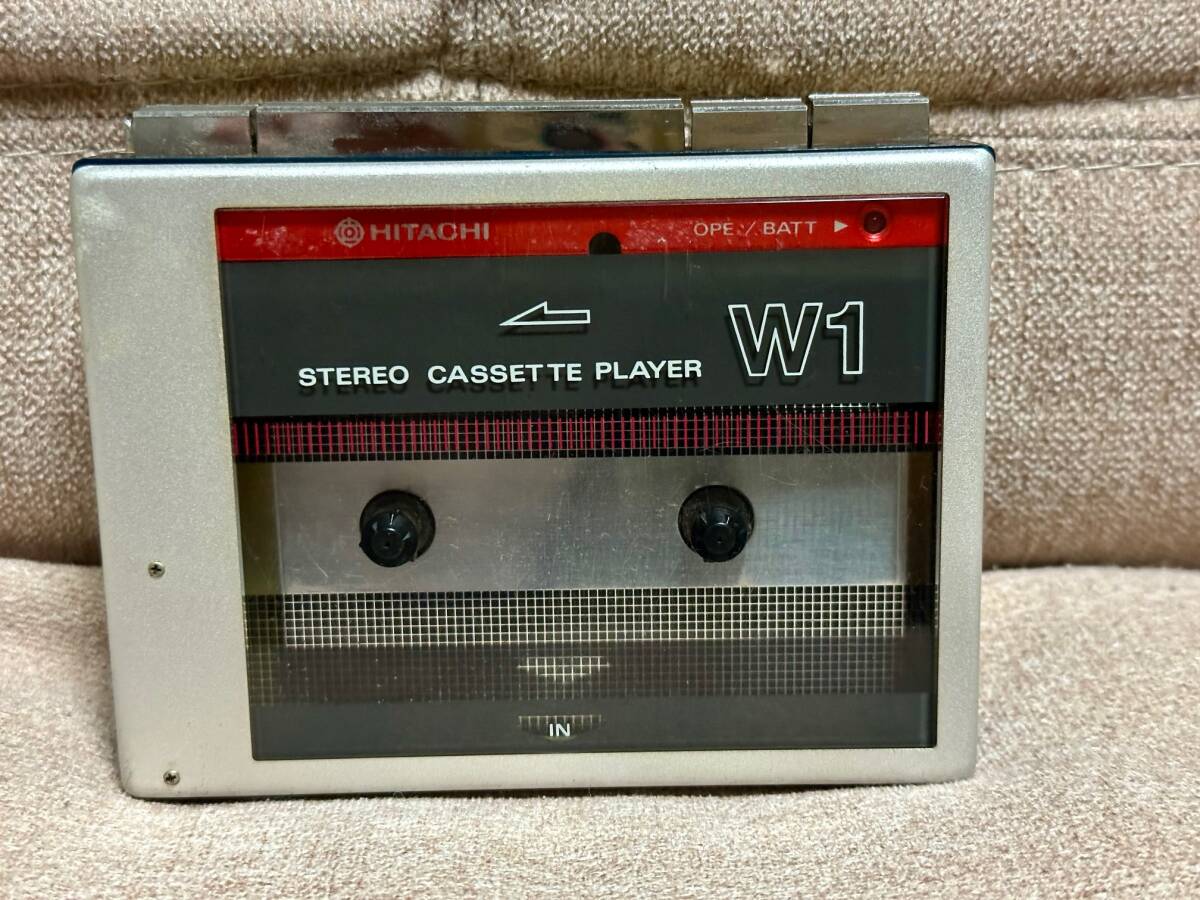 HITACHI
OPE / BATT ▶
STEREO CASSETTE PLAYER W1
IN